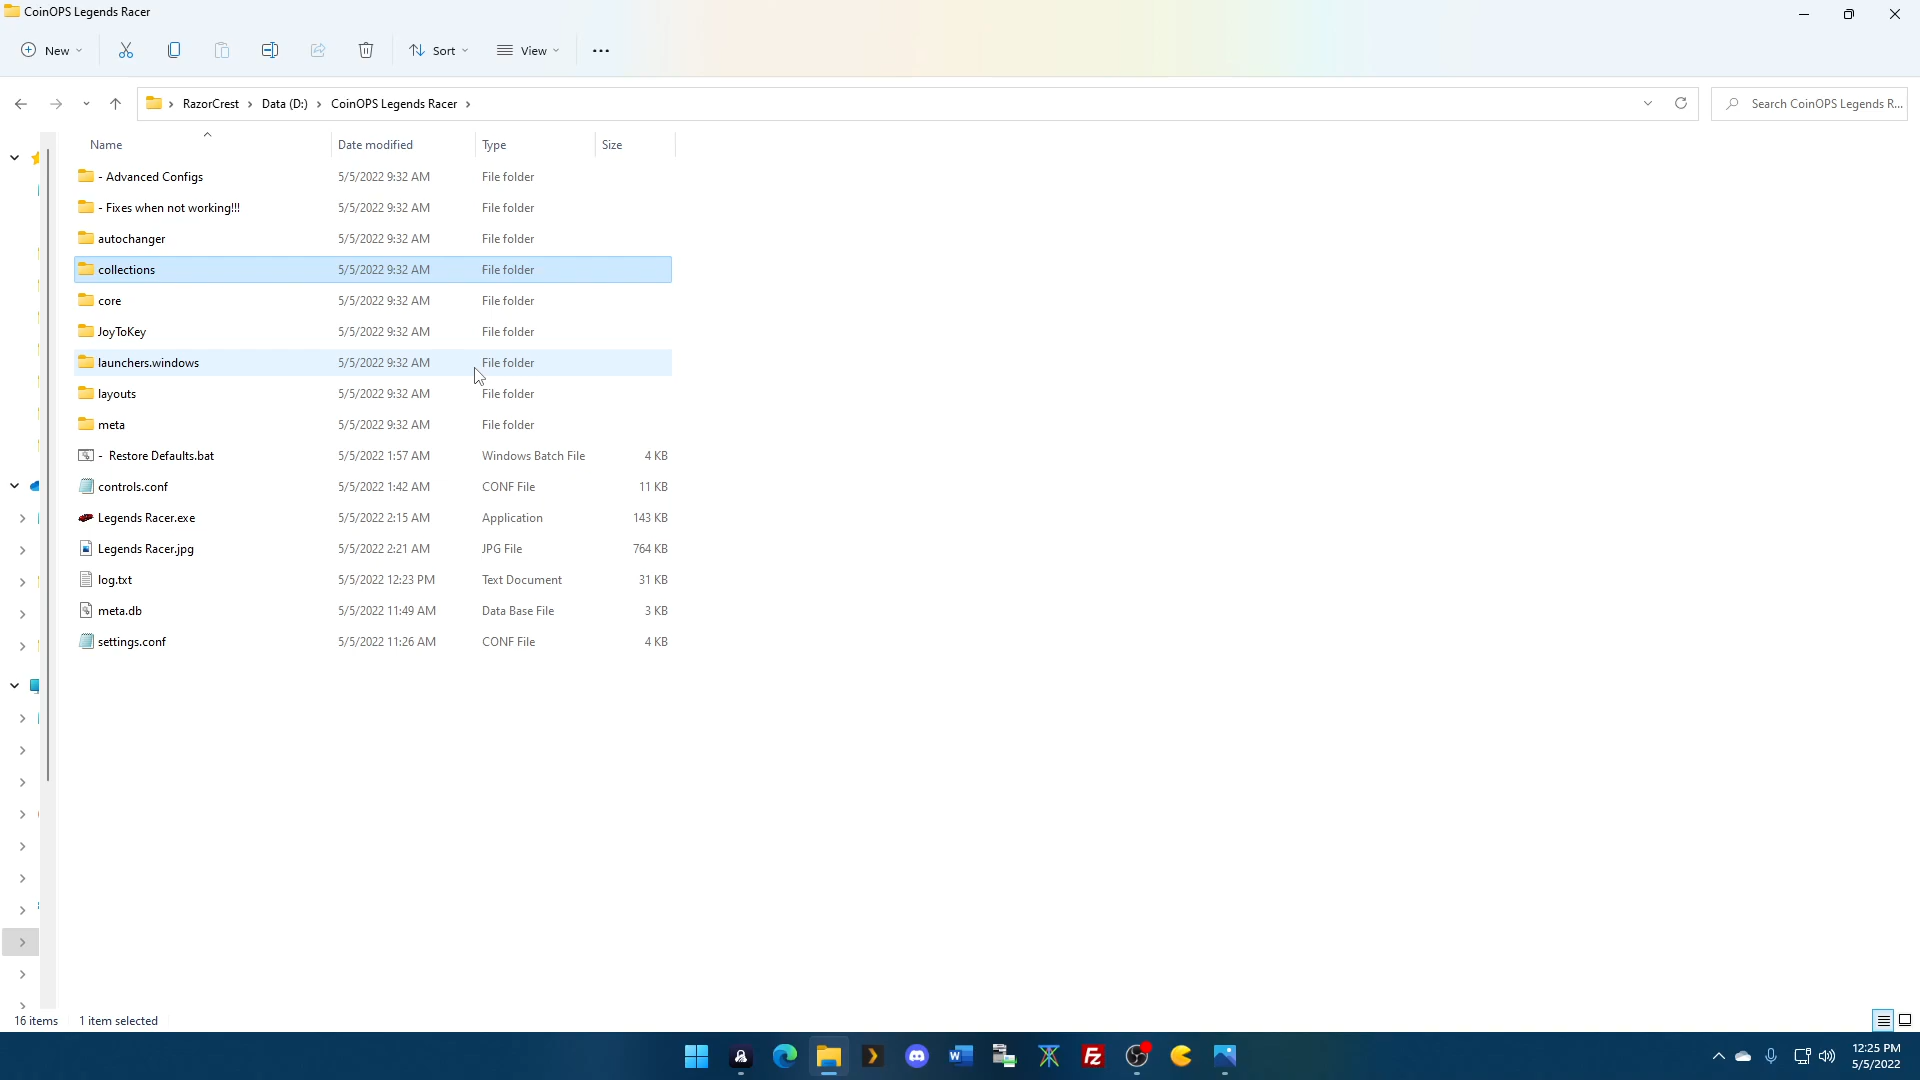 CoinOPS Legends Racer
New Sort View
RazorCrest Data (D:) CoinOPS Legends Racer Search CoinOPS Legends R...
Name Date modified Type Size
- Advanced Configs 5/5/2022 9:32 AM File folder
- Fixes when not working!!! 5/5/2022 9:32 AM File folder
autochanger 5/5/2022 9:32 AM File folder
collections 5/5/2022 9:32 AM File folder
core 5/5/2022 9:32 AM File folder
JoyToKey 5/5/2022 9:32 AM File folder
launchers.windows 5/5/2022 9:32 AM File folder
layouts 5/5/2022 9:32 AM File folder
meta 5/5/2022 9:32 AM File folder
- Restore Defaults.bat 5/5/2022 1:57 AM Windows Batch File 4 KB
controls.conf 5/5/2022 1:42 AM CONF File 11 KB
Legends Racer.exe 5/5/2022 2:15 AM Application 143 KB
Legends Racer.jpg 5/5/2022 2:21 AM JPG File 764 KB
log.txt 5/5/2022 12:23 PM Text Document 31 KB
meta.db 5/5/2022 11:49 AM Data Base File 3 KB
settings.conf 5/5/2022 11:26 AM CONF File 4 KB
16 items 1 item selected
12:25 PM
5/5/2022